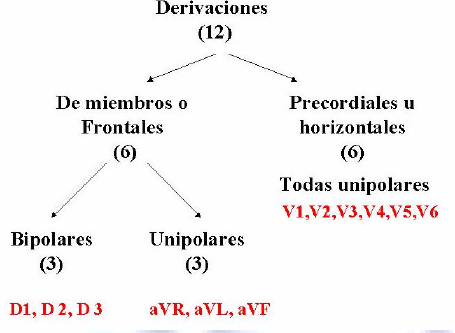 Derivaciones
(12)
De miembros o
Frontales
(6)
Precordiales u
horizontales
(6)
Todas unipolares
V1,V2,V3,V4,V5,V6
Bipolares
(3)
Unipolares
(3)
D1, D 2, D 3
aVR, aVL, aVF